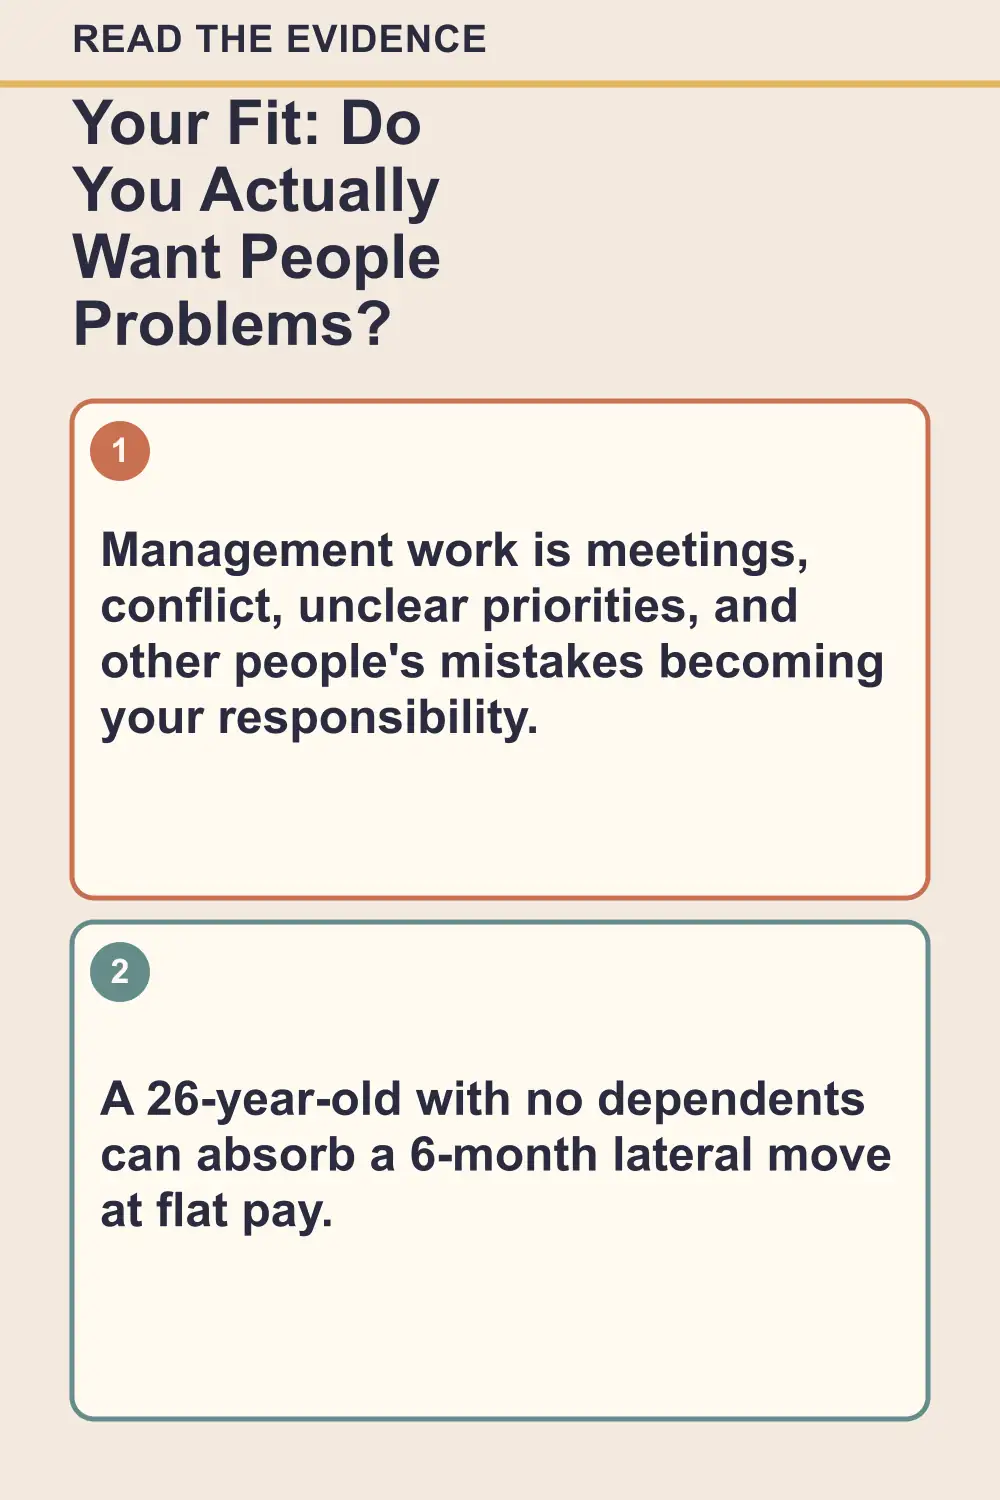 READ THE EVIDENCE
Your Fit: Do
You Actually
Want People
Problems?
1
Management work is meetings,
conflict, unclear priorities, and
other people's mistakes becoming
your responsibility.
2
A 26-year-old with no dependents
can absorb a 6-month lateral move
at flat pay.